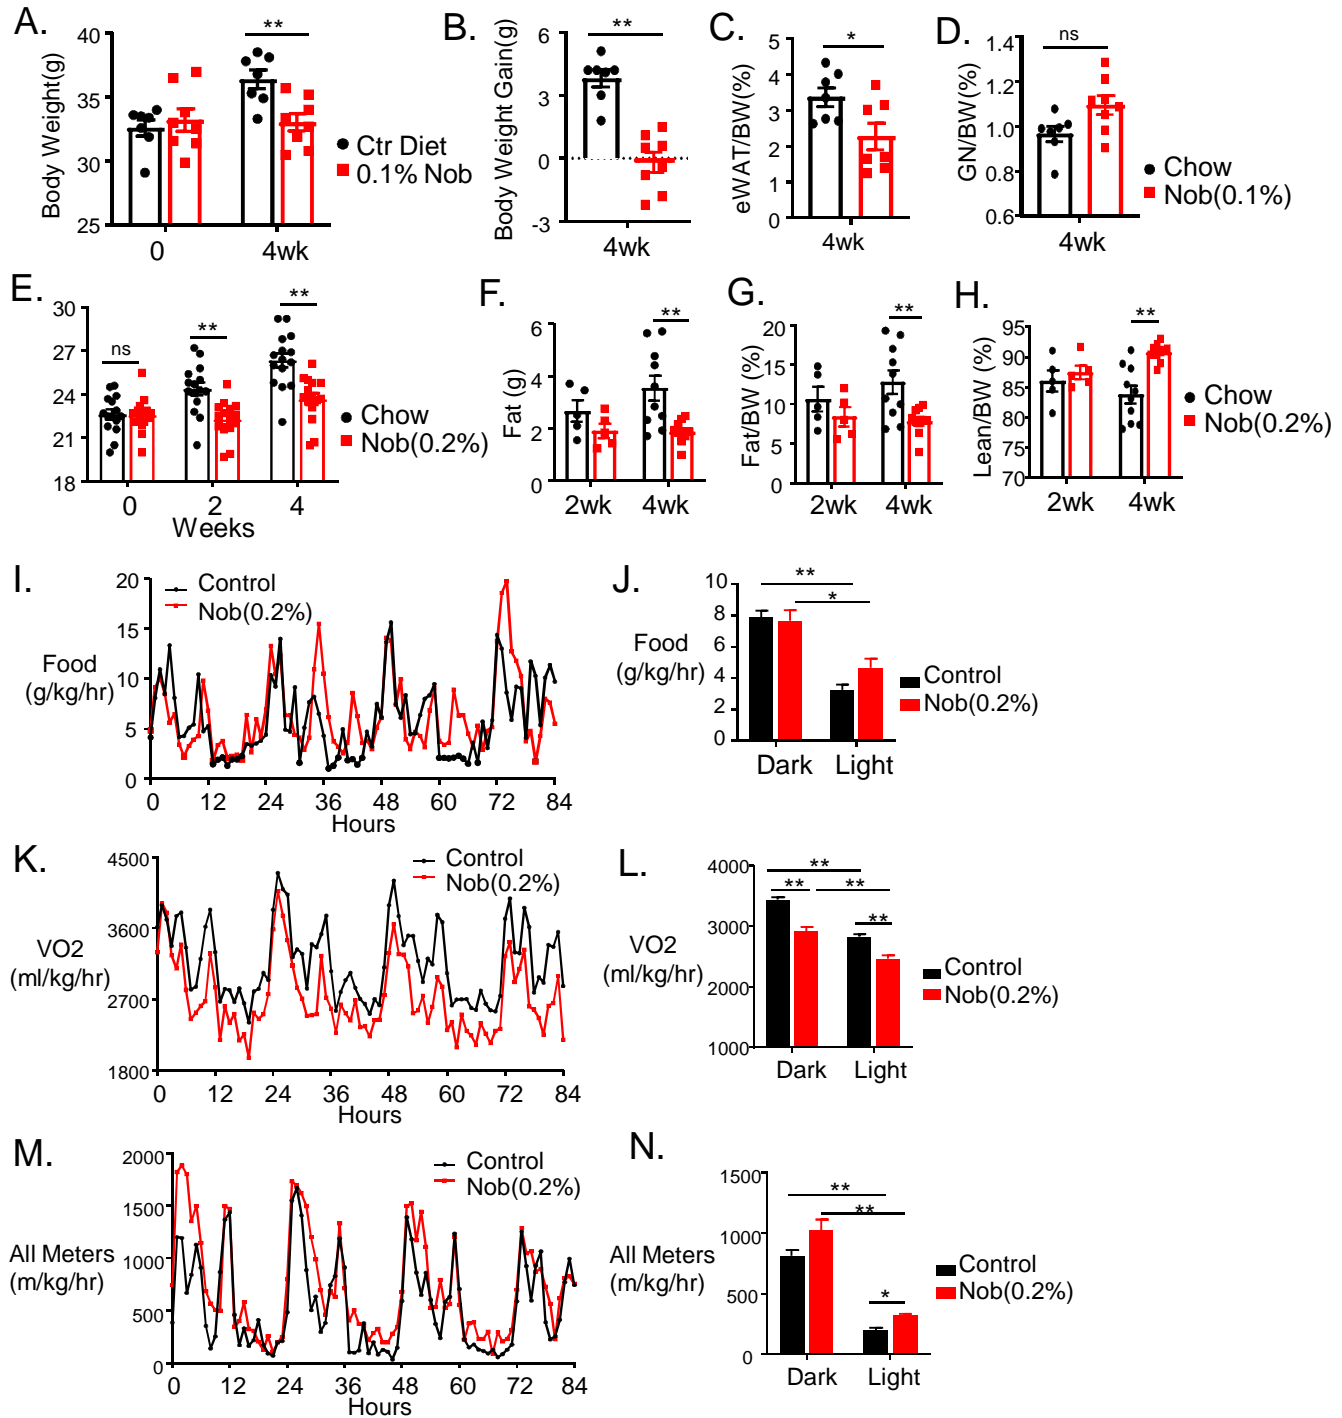 A.
Body Weight(g)
40
35
30
25
**
0
4wk
Ctr Diet
0.1% Nob
B.
Body Weight Gain(g)
6
3
0
-3
**
4wk
C.
eWAT/BW(%)
5
4
3
2
1
0
*
4wk
D.
GN/BW(%)
1.4
1.2
1.0
0.8
0.6
ns
4wk
Chow
Nob(0.1%)
E.
30
27
24
21
18
ns
**
**
0
2
4
Weeks
Chow
Nob(0.2%)
F.
Fat (g)
6
4
2
0
**
2wk
4wk
G.
Fat/BW (%)
20
15
10
5
0
**
2wk
4wk
H.
Lean/BW (%)
95
90
85
80
75
70
**
2wk
4wk
Chow
Nob(0.2%)
I.
Food
(g/kg/hr)
20
15
10
5
0
Control
Nob(0.2%)
0 12 24 36 48 60 72 84
Hours
J.
Food
(g/kg/hr)
10
8
6
4
2
0
**
*
Dark
Light
Control
Nob(0.2%)
K.
VO2
(ml/kg/hr)
4500
3600
2700
1800
Control
Nob(0.2%)
0 12 24 36 48 60 72 84
Hours
L.
VO2
(ml/kg/hr)
4000
3000
2000
1000
**
** **
**
Dark
Light
Control
Nob(0.2%)
M.
All Meters
(m/kg/hr)
2000
1500
1000
500
0
Control
Nob(0.2%)
0 12 24 36 48 60 72 84
Hours
N.
All Meters
(m/kg/hr)
1500
1000
500
0
**
**
*
Dark
Light
Control
Nob(0.2%)